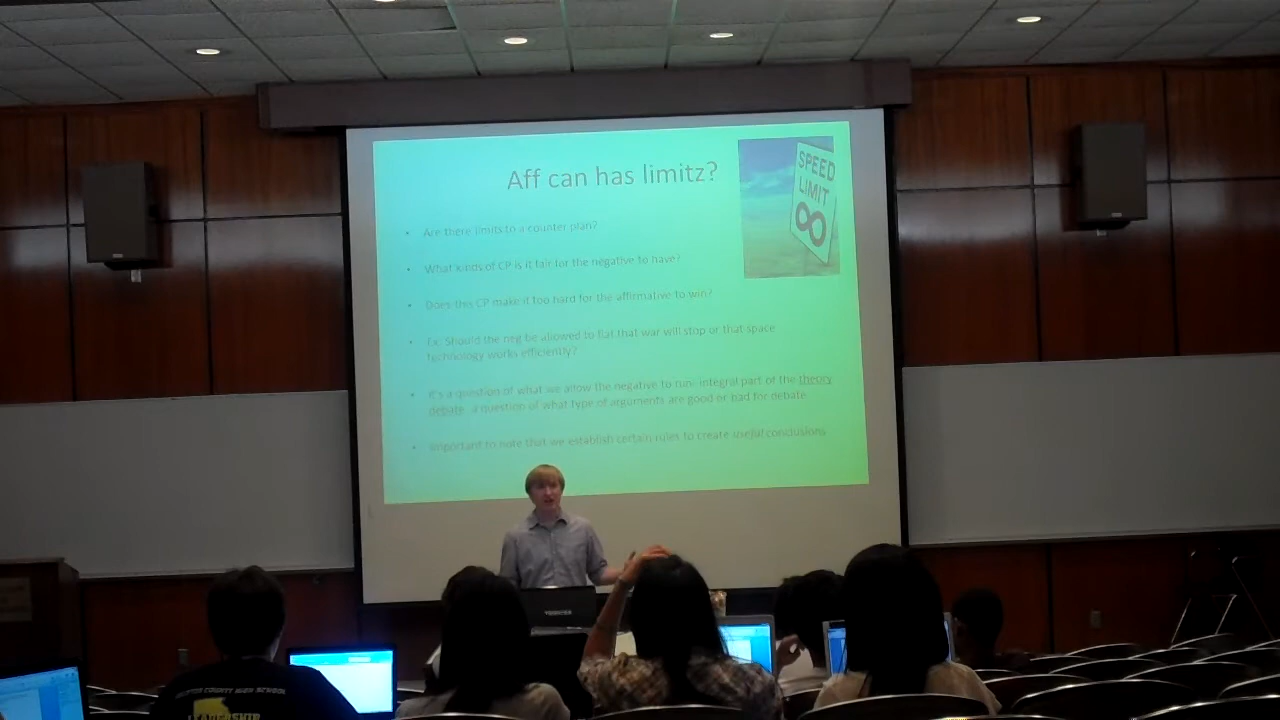 Aff can has limitz?
SPEED
LIMIT
∞
• Are there limits to a counter plan?
• What kinds of CP is it fair for the negative to have?
• Does this CP make it too hard for the affirmative to win?
• Ex. Should the neg be allowed to fiat that war will stop or that space
technology works efficiently?
• It's a question of what we allow the negative to run- integral part of the theory
debate- a question of what type of arguments are good or bad for debate
• Important to note that we establish certain rules to create useful conclusions
TOSHIBA
COUNTY HIGH SCHOOL
LEADERSHIP